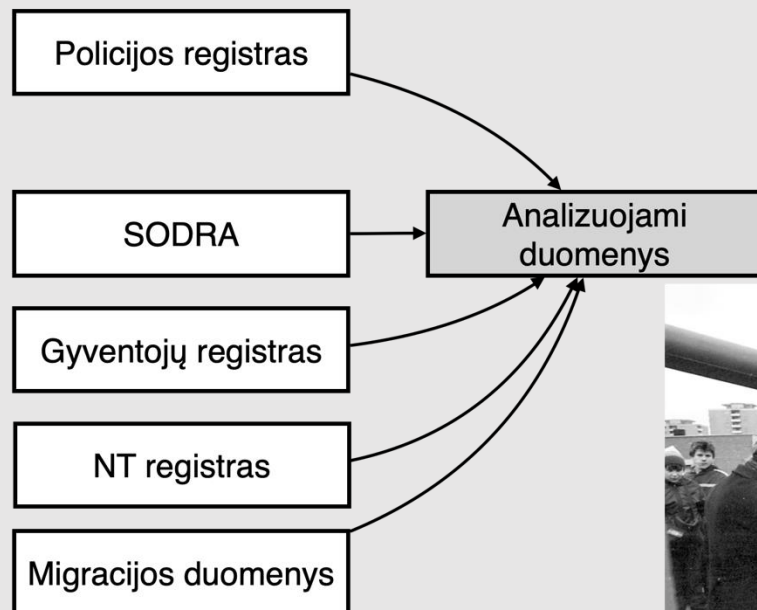 Policijos registras
SODRA
Analizuojami
duomenys
Gyventojų registras
NT registras
Migracijos duomenys